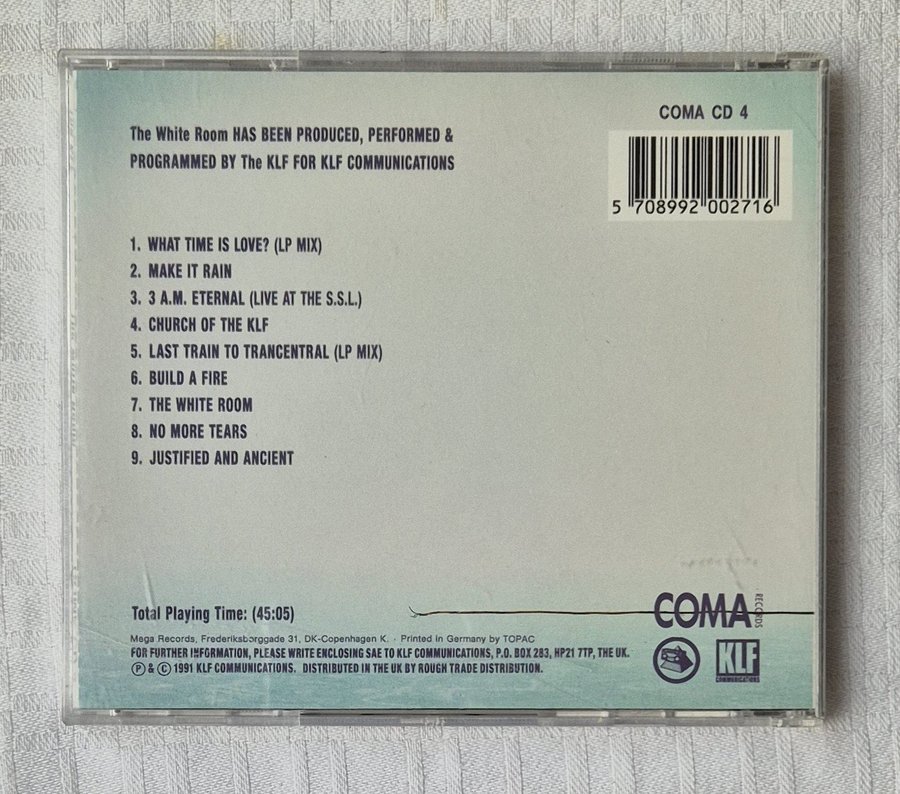 COMA CD 4
The White Room HAS BEEN PRODUCED, PERFORMED &
PROGRAMMED BY The KLF FOR KLF COMMUNICATIONS
5 708992 002716
1. WHAT TIME IS LOVE? (LP MIX)
2. MAKE IT RAIN
3. 3 A.M. ETERNAL (LIVE AT THE S.S.L.)
4. CHURCH OF THE KLF
5. LAST TRAIN TO TRANCENTRAL (LP MIX)
6. BUILD A FIRE
7. THE WHITE ROOM
8. NO MORE TEARS
9. JUSTIFIED AND ANCIENT
Total Playing Time: (45:05)
COMA RECORDS
Mega Records, Frederiksborggade 31, DK-Copenhagen K. · Printed in Germany by TOPAC
FOR FURTHER INFORMATION, PLEASE WRITE ENCLOSING SAE TO KLF COMMUNICATIONS, P.O. BOX 283, HP21 7TP, THE UK.
Ⓟ & © 1991 KLF COMMUNICATIONS. DISTRIBUTED IN THE UK BY ROUGH TRADE DISTRIBUTION.
KLF
COMMUNICATIONS